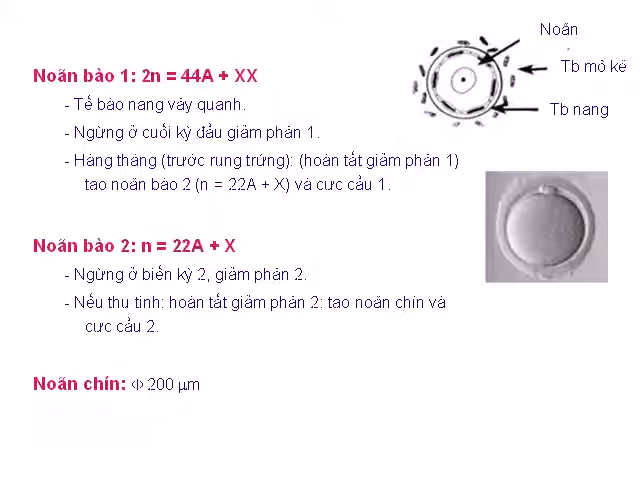 Noãn
Tb mô kẽ
Tb nang
Noãn bào 1: 2n = 44A + XX
- Tế bào nang vây quanh.
- Ngừng ở cuối kỳ đầu giảm phân 1.
- Hàng tháng (trước rụng trứng): (hoàn tất giảm phân 1)
tạo noãn bào 2 (n = 22A + X) và cực cầu 1.
Noãn bào 2: n = 22A + X
- Ngừng ở biến kỳ 2, giảm phân 2.
- Nếu thụ tinh: hoàn tất giảm phân 2: tạo noãn chín và
cực cầu 2.
Noãn chín: Φ 200 µm